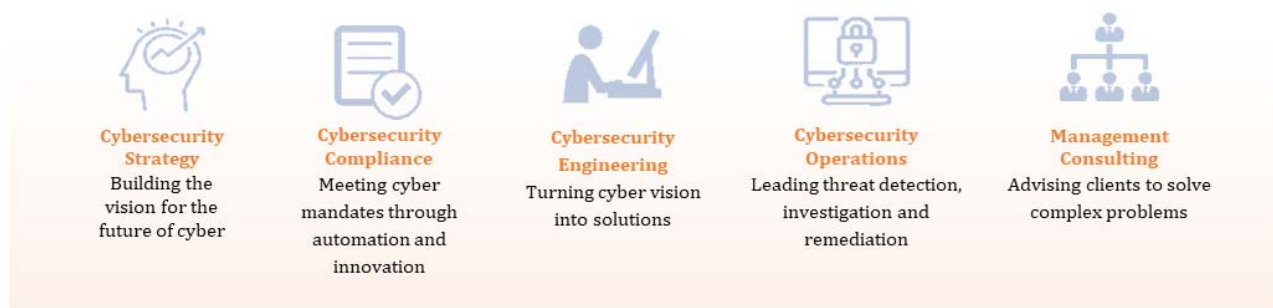 Cybersecurity
Strategy
Building the
vision for the
future of cyber
Cybersecurity
Compliance
Meeting cyber
mandates through
automation and
innovation
Cybersecurity
Engineering
Turning cyber vision
into solutions
Cybersecurity
Operations
Leading threat detection,
investigation and
remediation
Management
Consulting
Advising clients to solve
complex problems